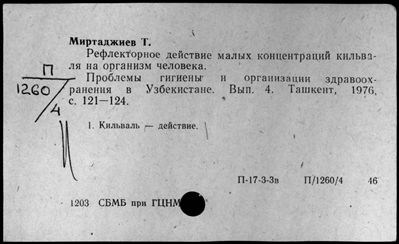 Миртаджиев Т.
Рефлекторное действие малых концентраций кильва-
ля на организм человека.
Проблемы гигиены и организации здравоох-
ранения в Узбекистане. Вып. 4. Ташкент, 1976,
с. 121—124.
П
1260
/4
1. Кильваль — действие.
П-17-3-3в П/1260/4 46
1203 СБМБ при ГЦНМ